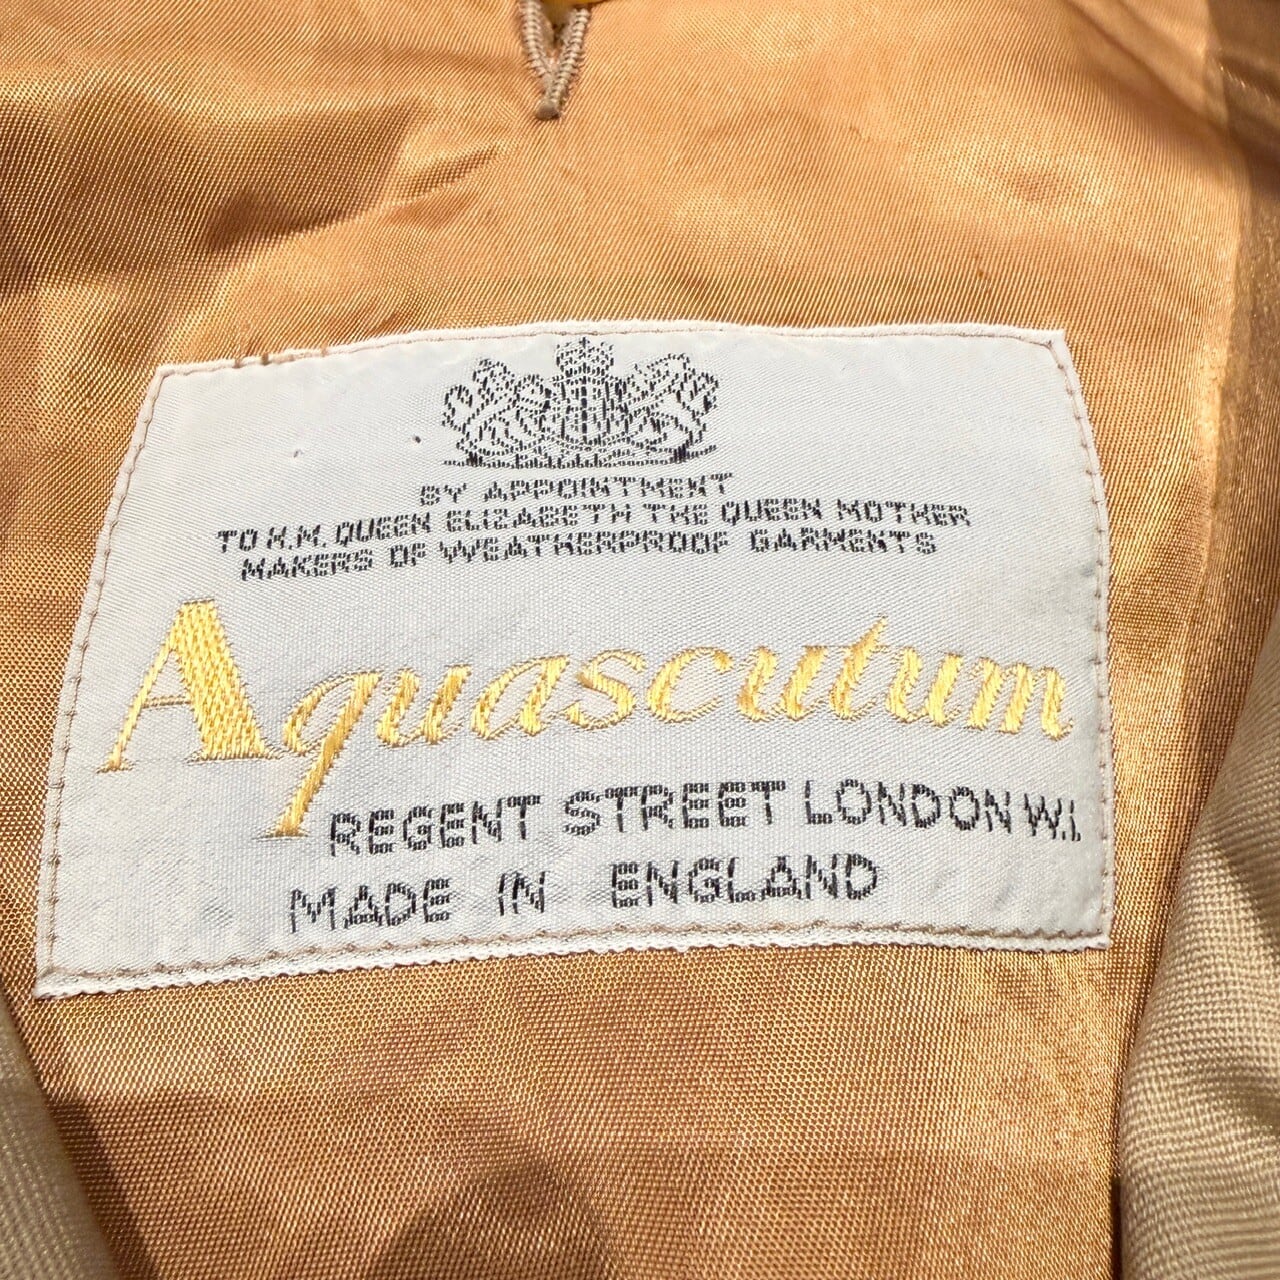 BY APPOINTMENT
TO H.M. QUEEN ELIZABETH THE QUEEN MOTHER
MAKERS OF WEATHERPROOF GARMENTS
Aquascutum
REGENT STREET LONDON W.1.
MADE IN ENGLAND